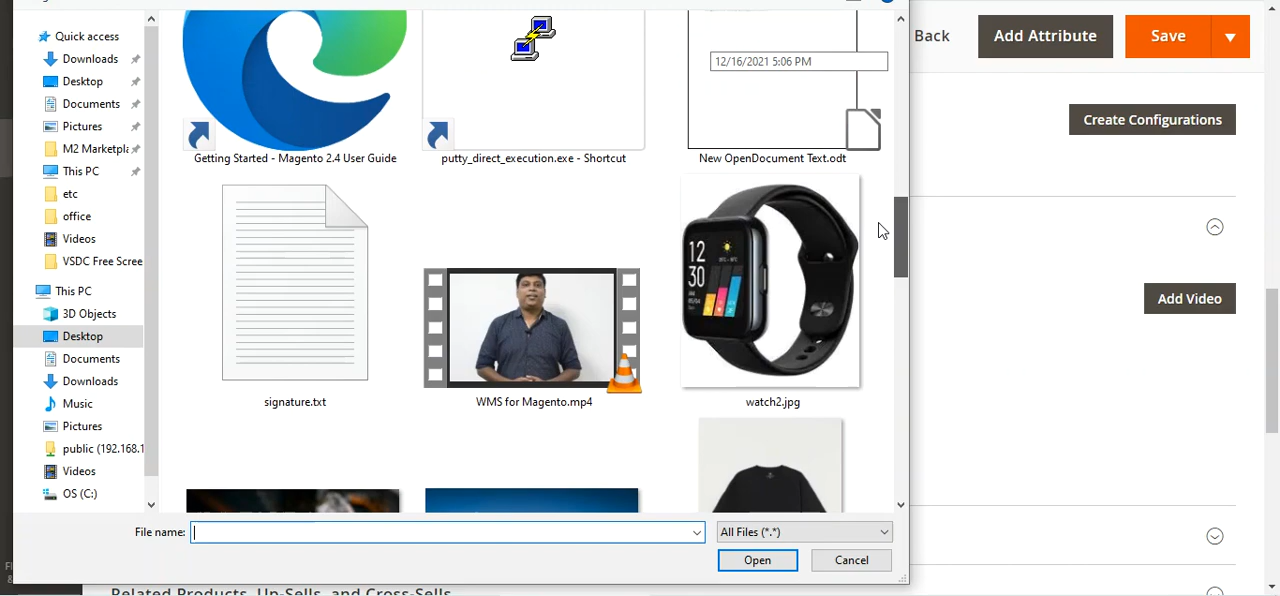 Quick access
Downloads
Desktop
Documents
Pictures
M2 Marketpla
This PC
etc
office
Videos
VSDC Free Scree
This PC
3D Objects
Desktop
Documents
Downloads
Music
Pictures
public (192.168.1
Videos
OS (C:)
12/16/2021 5:06 PM
Getting Started - Magento 2.4 User Guide
putty_direct_execution.exe - Shortcut
New OpenDocument Text.odt
12
30
signature.txt
WMS for Magento.mp4
watch2.jpg
File name:
All Files (*.*)
Open
Cancel
Back
Add Attribute
Save
Create Configurations
Add Video
Related Products, Up-Sells, and Cross-Sells